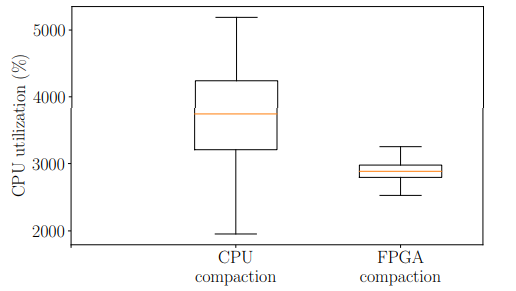 5000
4000
3000
2000
CPU utilization (%)
CPU
compaction
FPGA
compaction